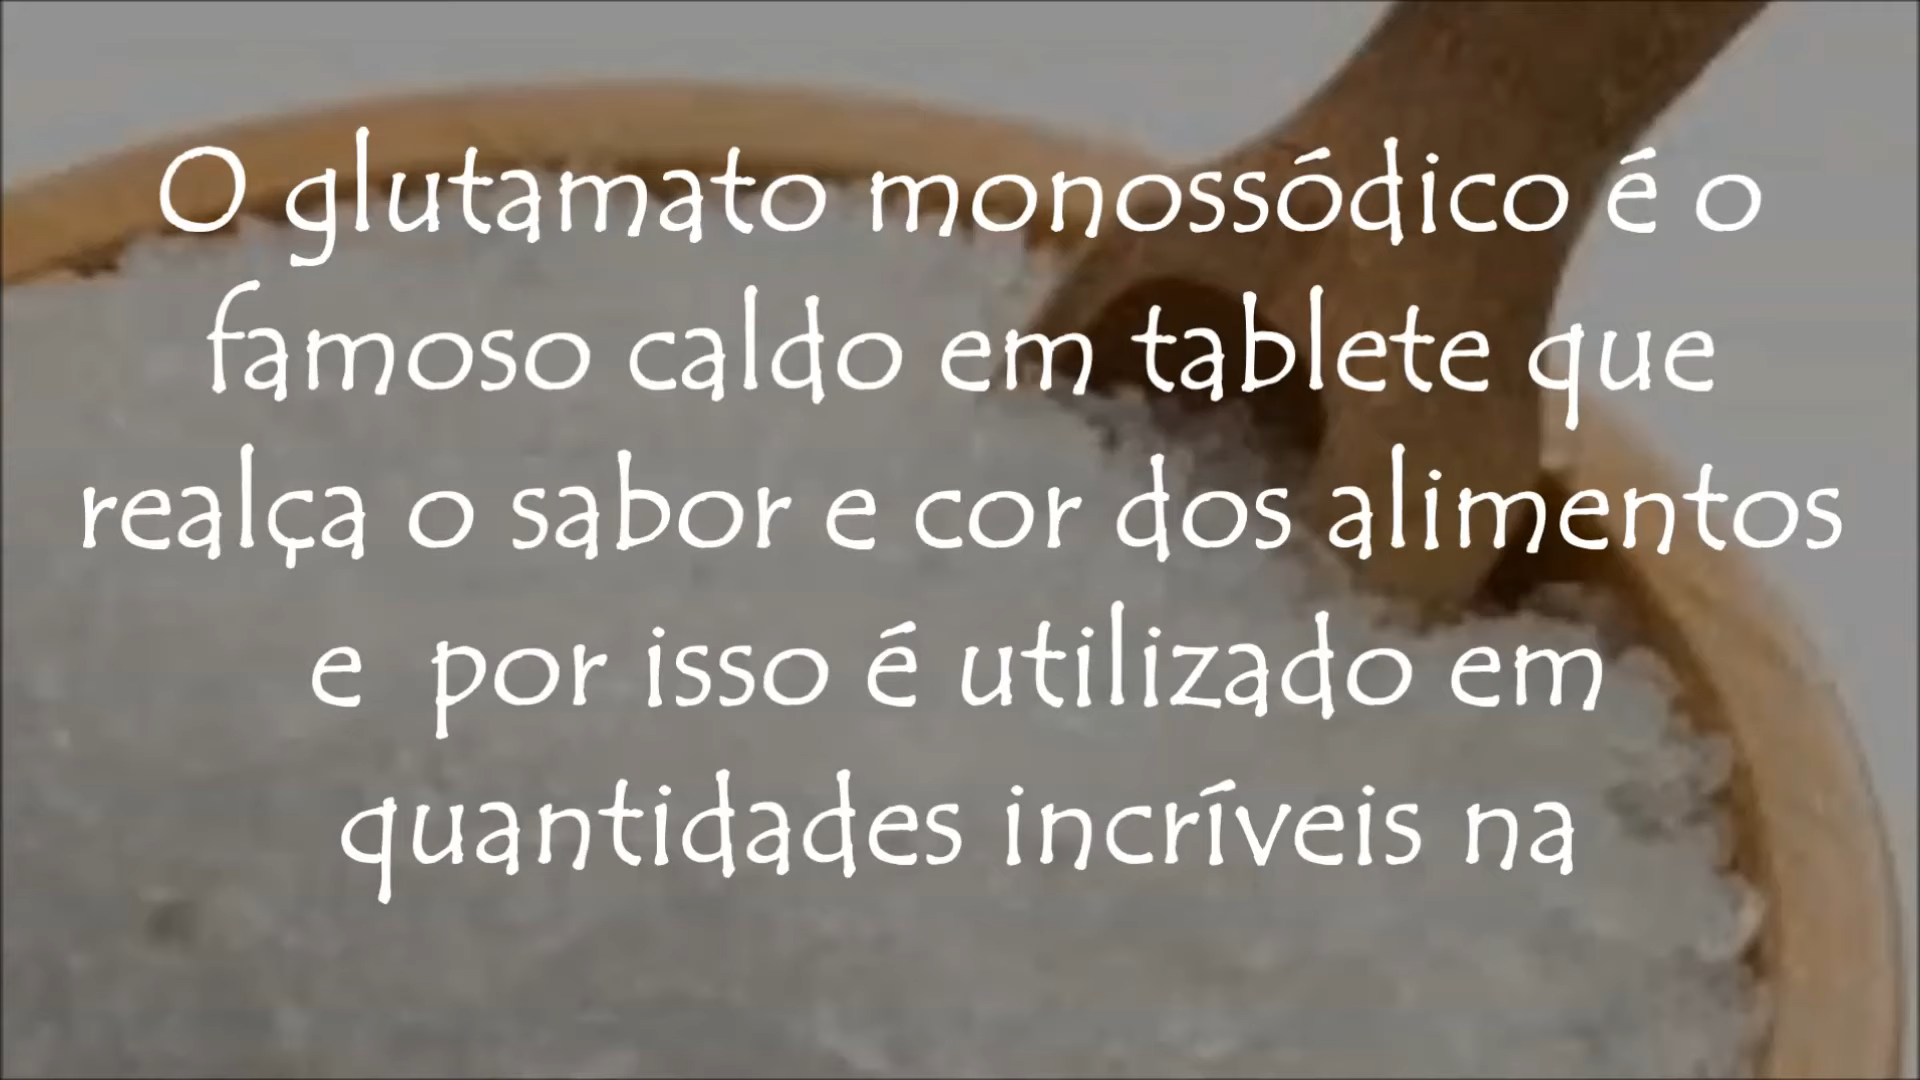 O glutamato monossódico é o
famoso caldo em tablete que
realça o sabor e cor dos alimentos
e por isso é utilizado em
quantidades incríveis na